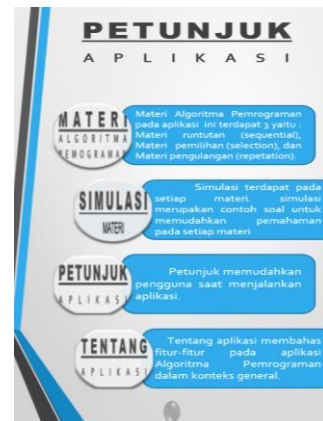 PETUNJUK
APLIKASI
MATERI
ALGORITMA
PEMOGRAMAN
Materi Algoritma Pemrograman
pada aplikasi ini terdapat 3 yaitu :
Materi runtutan (sequential),
Materi pemilihan (selection), dan
Materi pengulangan (repetation).
SIMULASI
MATERI
Simulasi terdapat pada
setiap materi. simulasi
merupakan contoh soal untuk
memudahkan pemahaman
pada setiap materi
PETUNJUK
APLIKASI
Petunjuk memudahkan
pengguna saat menjalankan
aplikasi.
TENTANG
APLIKASI
Tentang aplikasi membahas
fitur-fitur pada aplikasi
Algoritma Pemrograman
dalam konteks general.